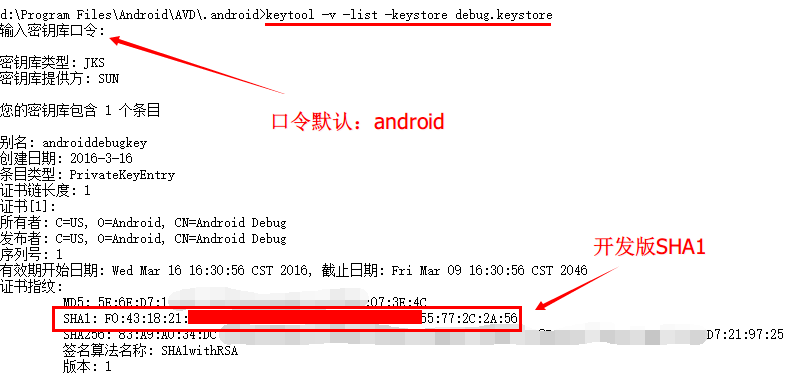 d:\Program Files\Android\AVD\.android>keytool -v -list -keystore debug.keystore
输入密钥库口令:
密钥库类型: JKS
密钥库提供方: SUN
您的密钥库包含 1 个条目
口令默认：android
别名: androiddebugkey
创建日期: 2016-3-16
条目类型: PrivateKeyEntry
证书链长度: 1
证书[1]:
所有者: C=US, O=Android, CN=Android Debug
发布者: C=US, O=Android, CN=Android Debug
序列号: 1
开发版SHA1
有效期开始日期: Wed Mar 16 16:30:56 CST 2016, 截止日期: Fri Mar 09 16:30:56 CST 2046
证书指纹:
MD5: 5E:6E:D7:1 :07:3E:4C
SHA1: F0:43:18:21: 55:77:2C:2A:56
SHA256: 83:A9:A0:34:DC D7:21:97:25
签名算法名称: SHA1withRSA
版本: 1